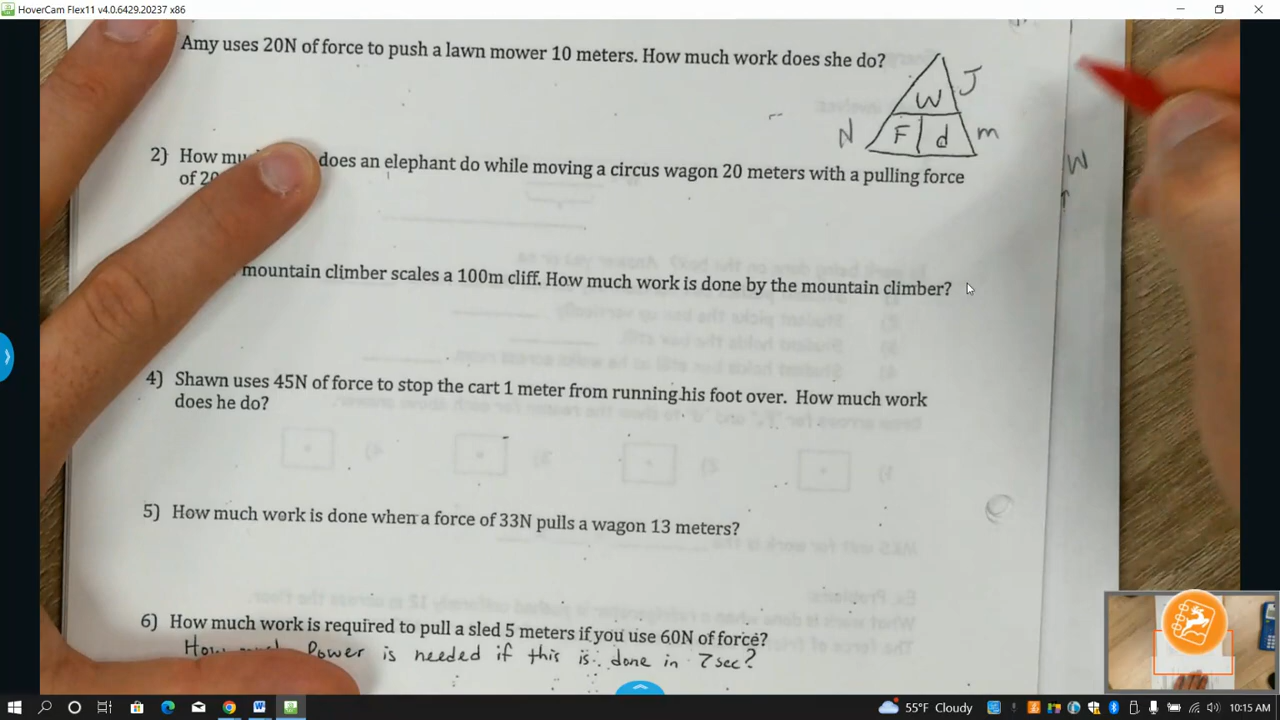 HoverCam Flex11 v4.0.6429.20237 x86
Amy uses 20N of force to push a lawn mower 10 meters. How much work does she do?
W J
N F d m
W
2) How does an elephant do while moving a circus wagon 20 meters with a pulling force
of
mountain climber scales a 100m cliff. How much work is done by the mountain climber?
4) Shawn uses 45N of force to stop the cart 1 meter from running his foot over. How much work
does he do?
5) How much work is done when a force of 33N pulls a wagon 13 meters?
6) How much work is required to pull a sled 5 meters if you use 60N of force?
How Power is needed if this is done in 7sec?
55°F Cloudy
10:15 AM